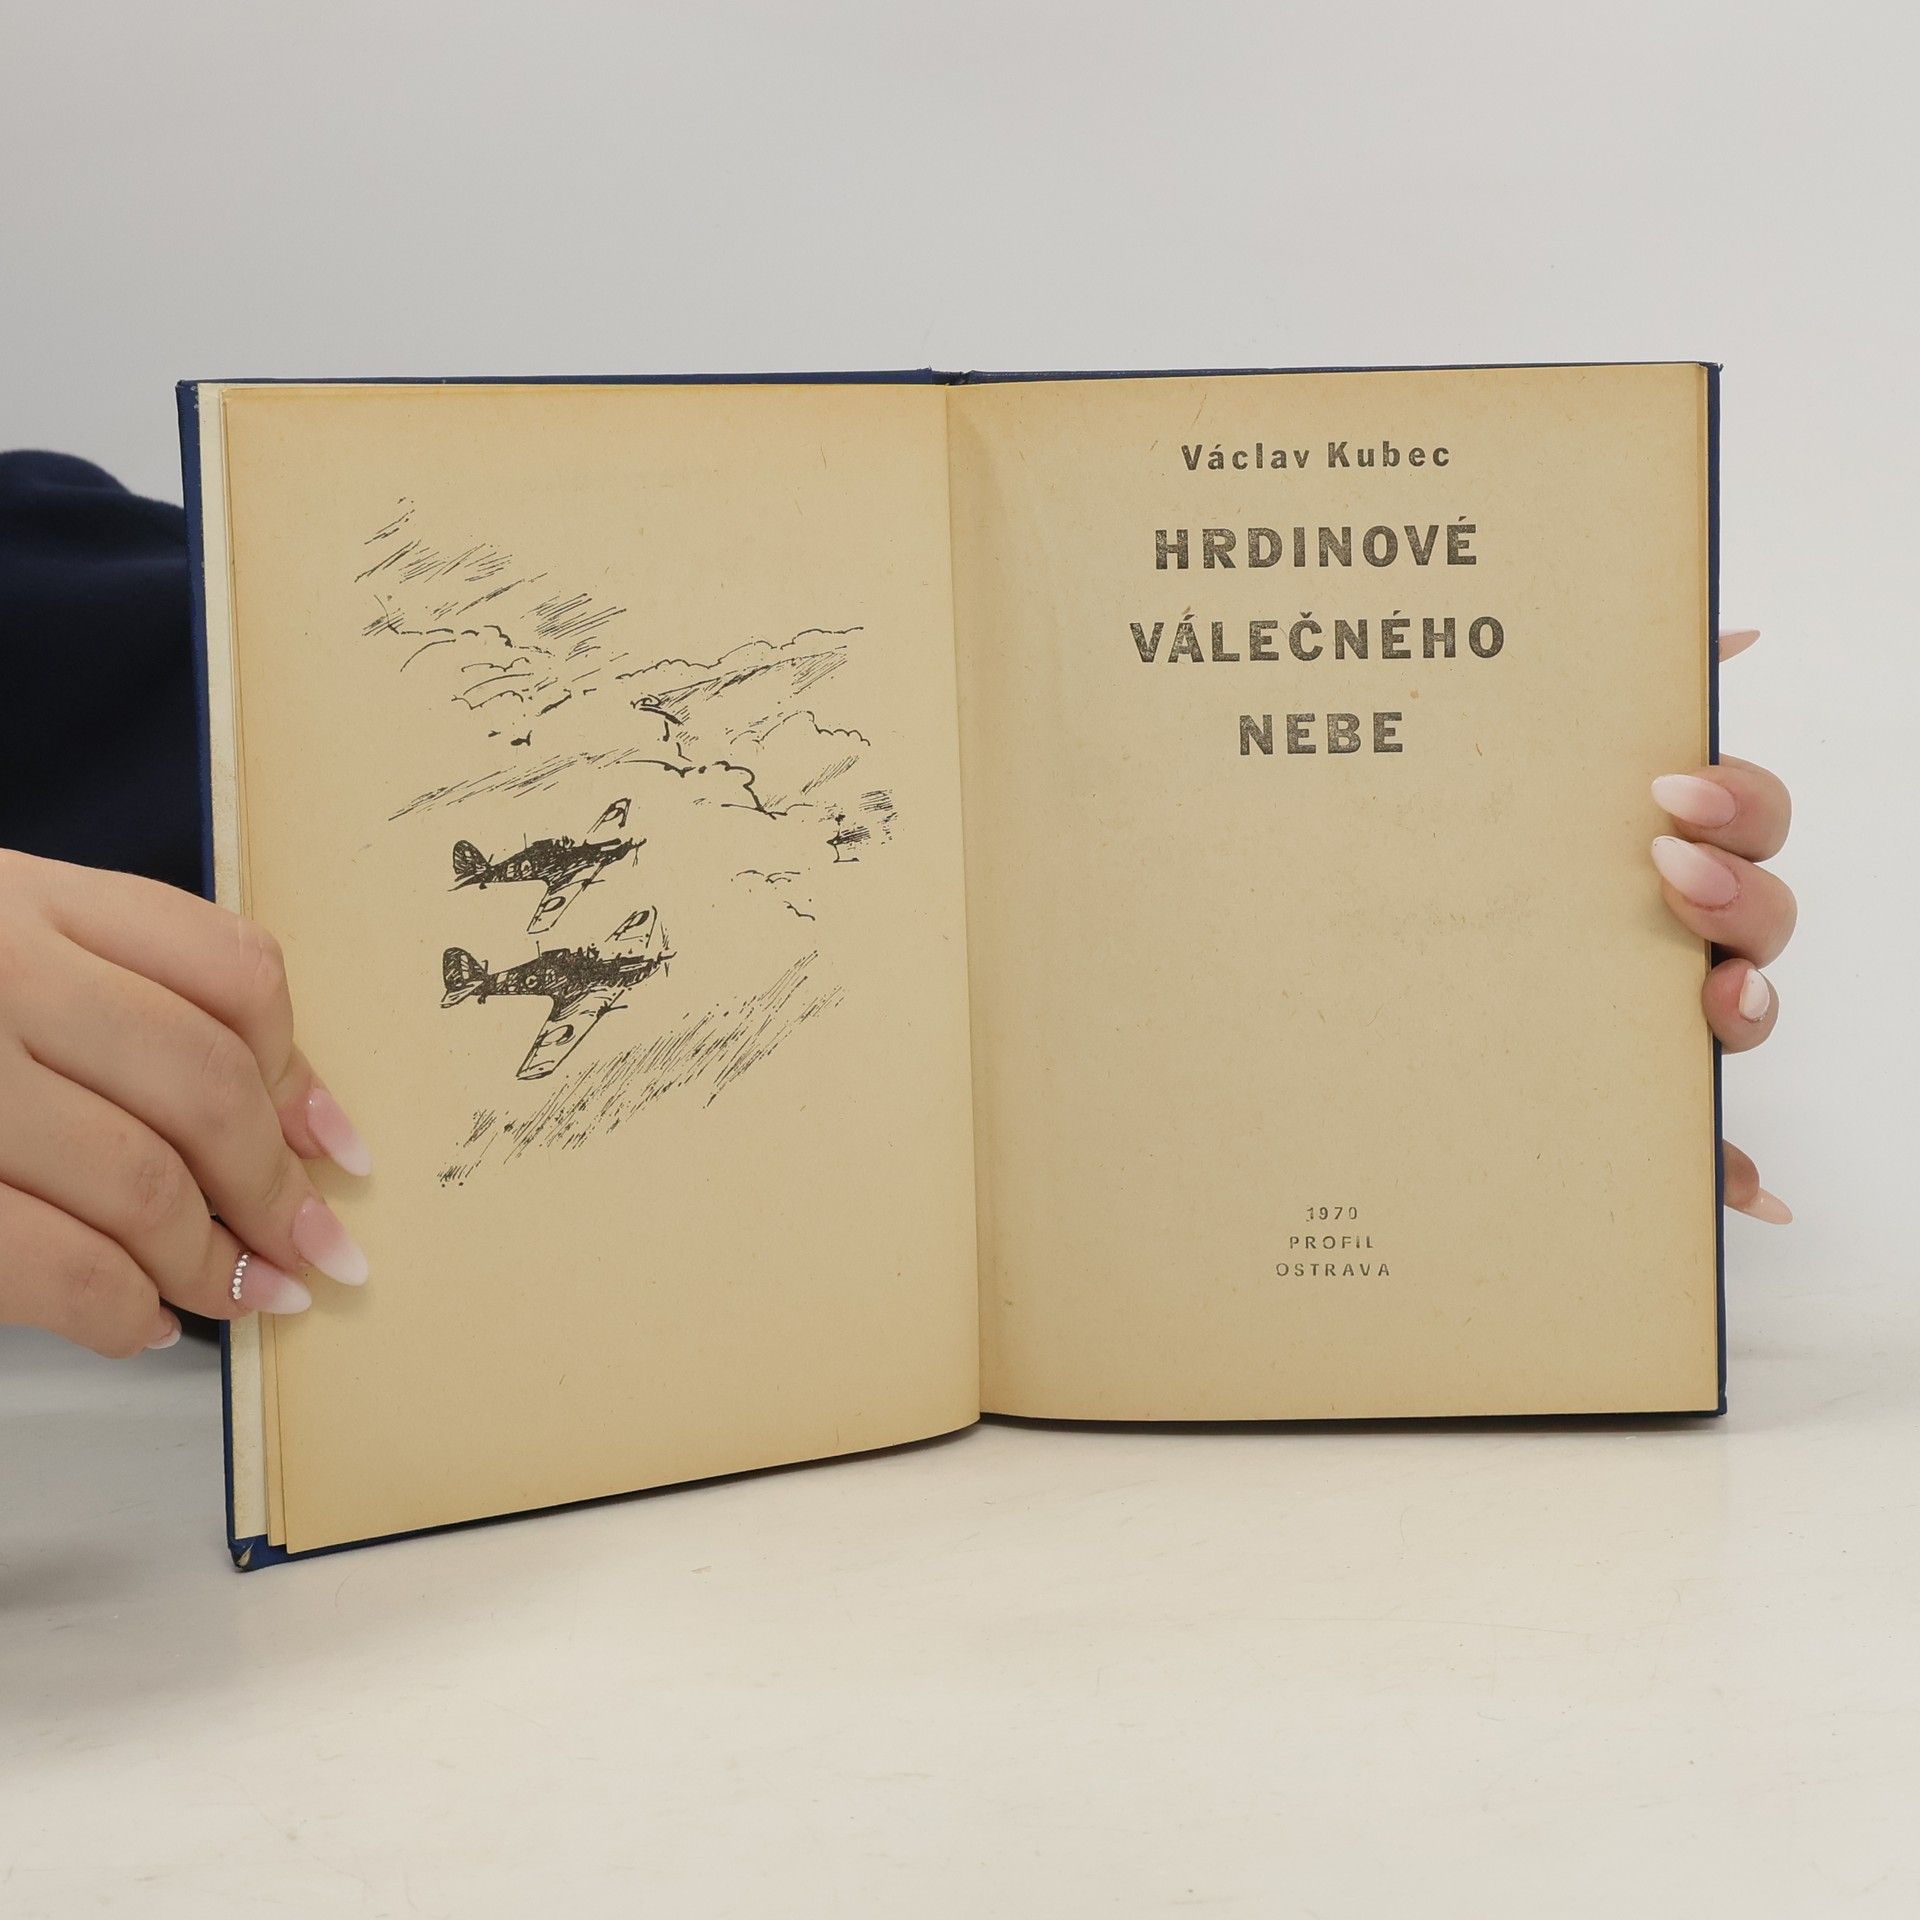 Václav Kubec
HRDINOVÉ
VÁLEČNÉHO
NEBE
1970
PROFIL
OSTRAVA